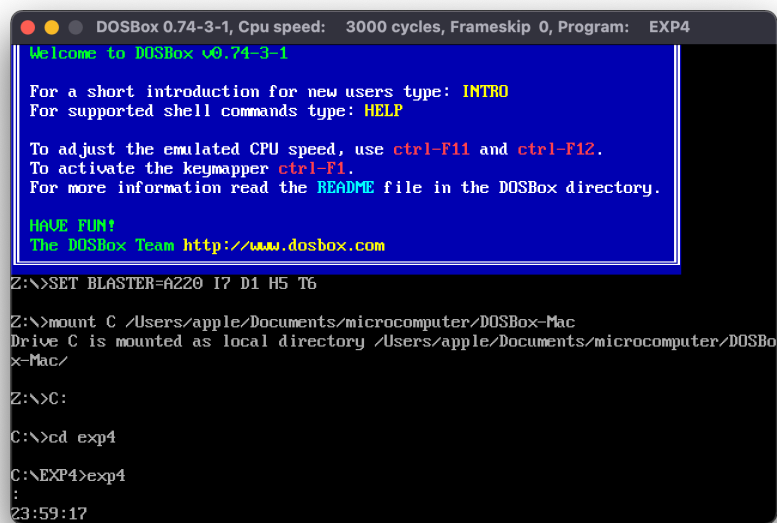 DOSBox 0.74-3-1, Cpu speed:    3000 cycles, Frameskip  0, Program:    EXP4
Welcome to DOSBox v0.74-3-1
For a short introduction for new users type: INTRO
For supported shell commands type: HELP
To adjust the emulated CPU speed, use ctrl-F11 and ctrl-F12.
To activate the keymapper ctrl-F1.
For more information read the README file in the DOSBox directory.
HAVE FUN!
The DOSBox Team http://www.dosbox.com
Z:\>SET BLASTER=A220 I7 D1 H5 T6
Z:\>mount C /Users/apple/Documents/microcomputer/DOSBox-Mac
Drive C is mounted as local directory /Users/apple/Documents/microcomputer/DOSBo
x-Mac/
Z:\>C:
C:\>cd exp4
C:\EXP4>exp4
:
23:59:17